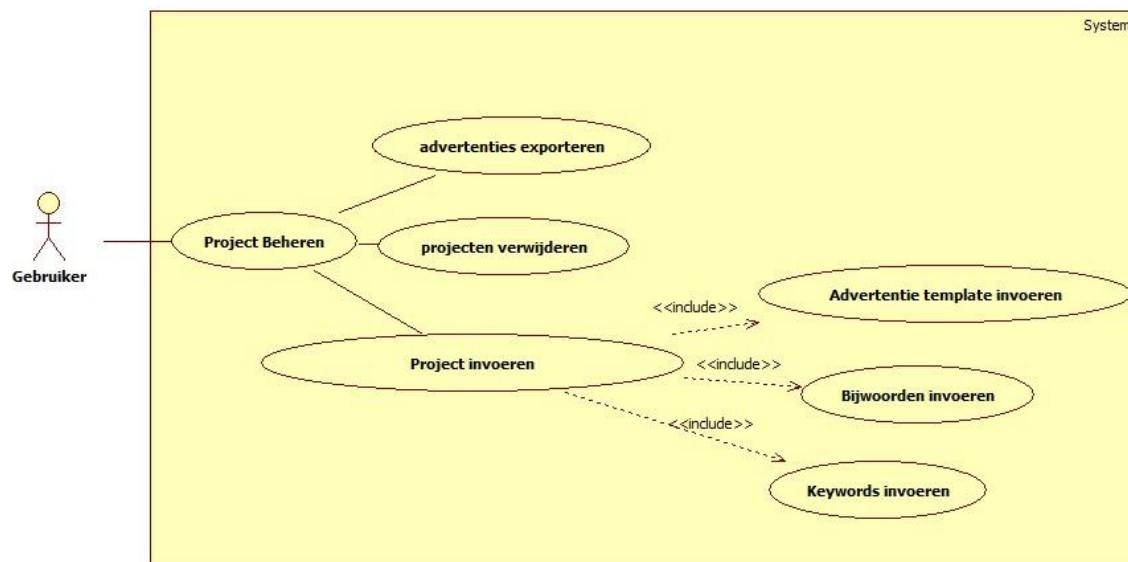 System
advertenties exporteren
Gebruiker
Project Beheren
projecten verwijderen
<<include>>
Advertentie template invoeren
Project invoeren
<<include>>
Bijwoorden invoeren
<<include>>
Keywords invoeren